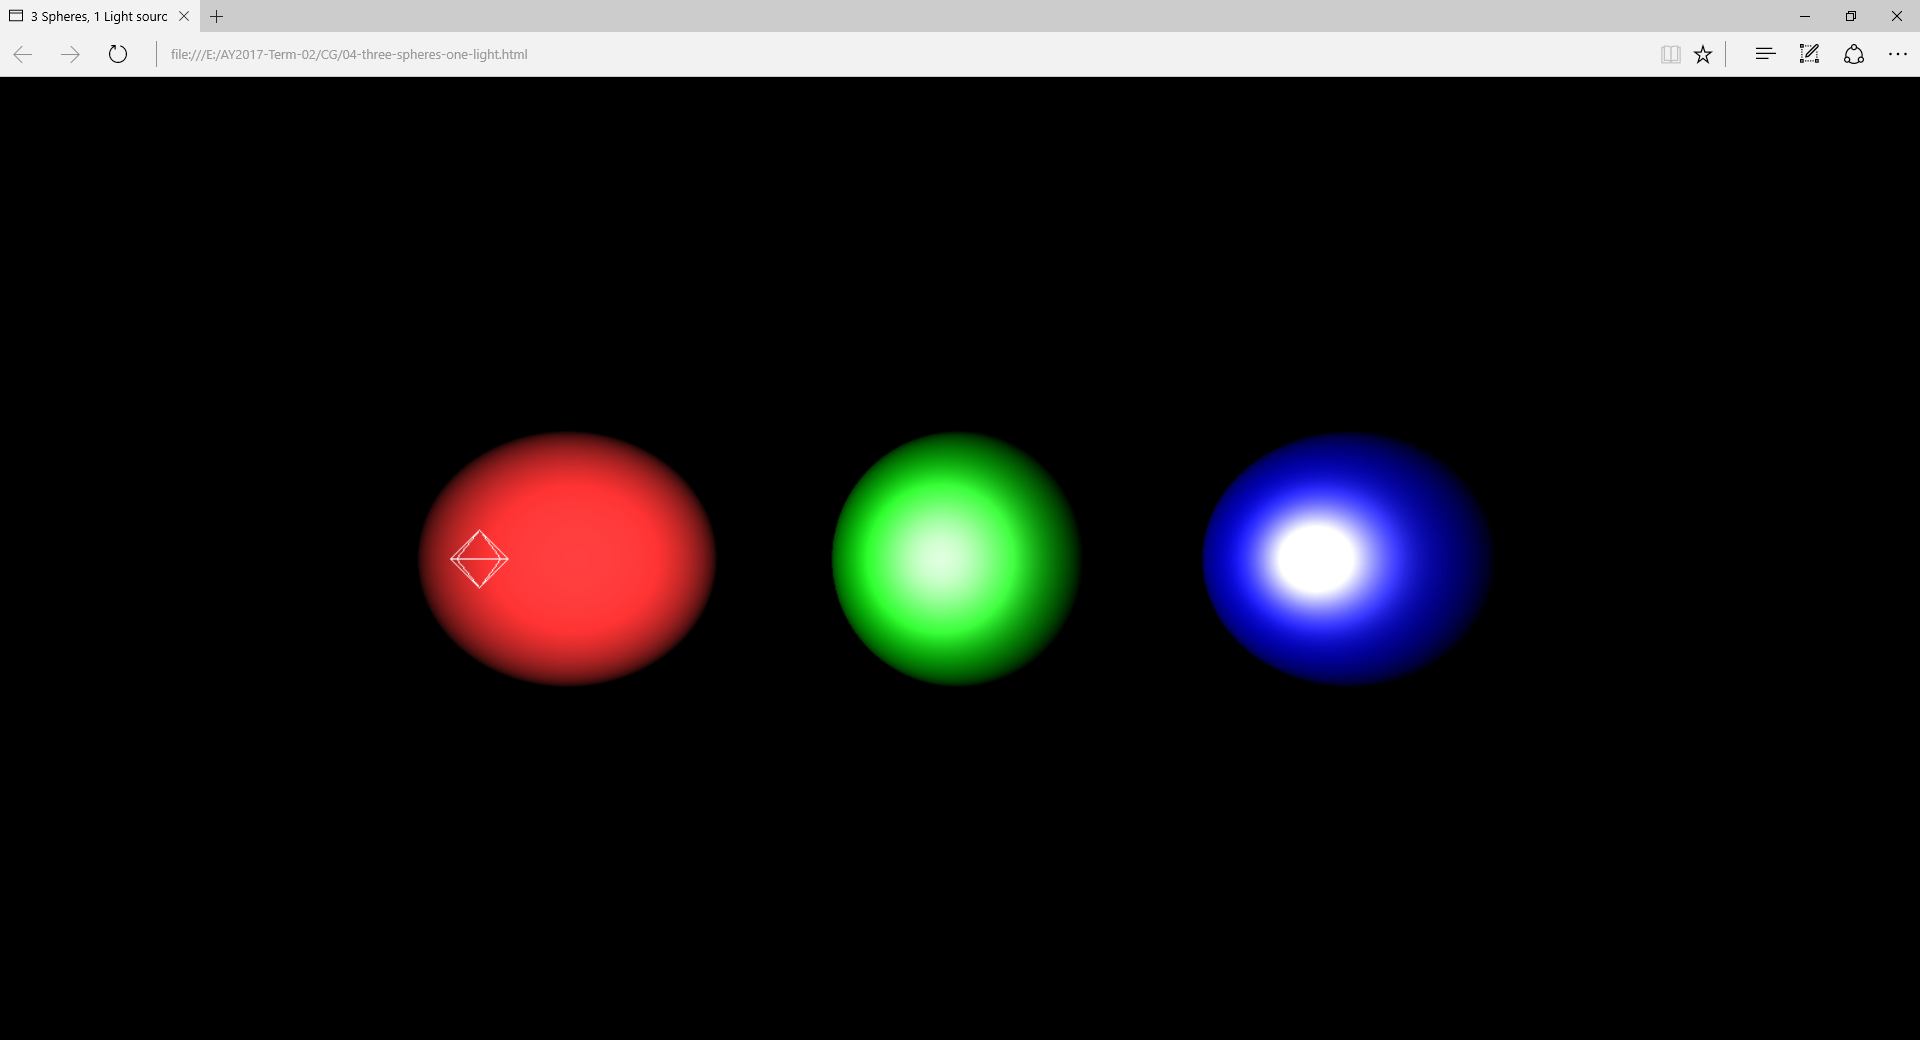 3 Spheres, 1 Light sourc
file:///E:/AY2017-Term-02/CG/04-three-spheres-one-light.html